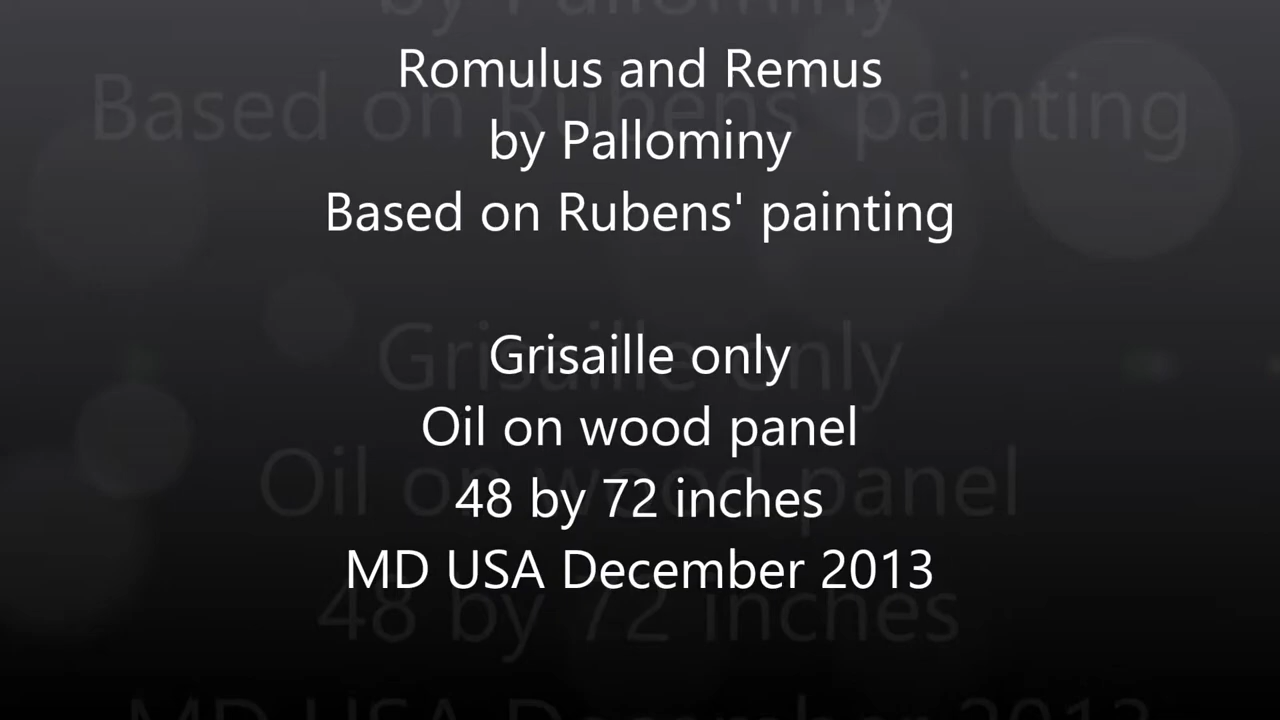 Romulus and Remus
by Pallominy
Based on Rubens' painting
Grisaille only
Oil on wood panel
48 by 72 inches
MD USA December 2013